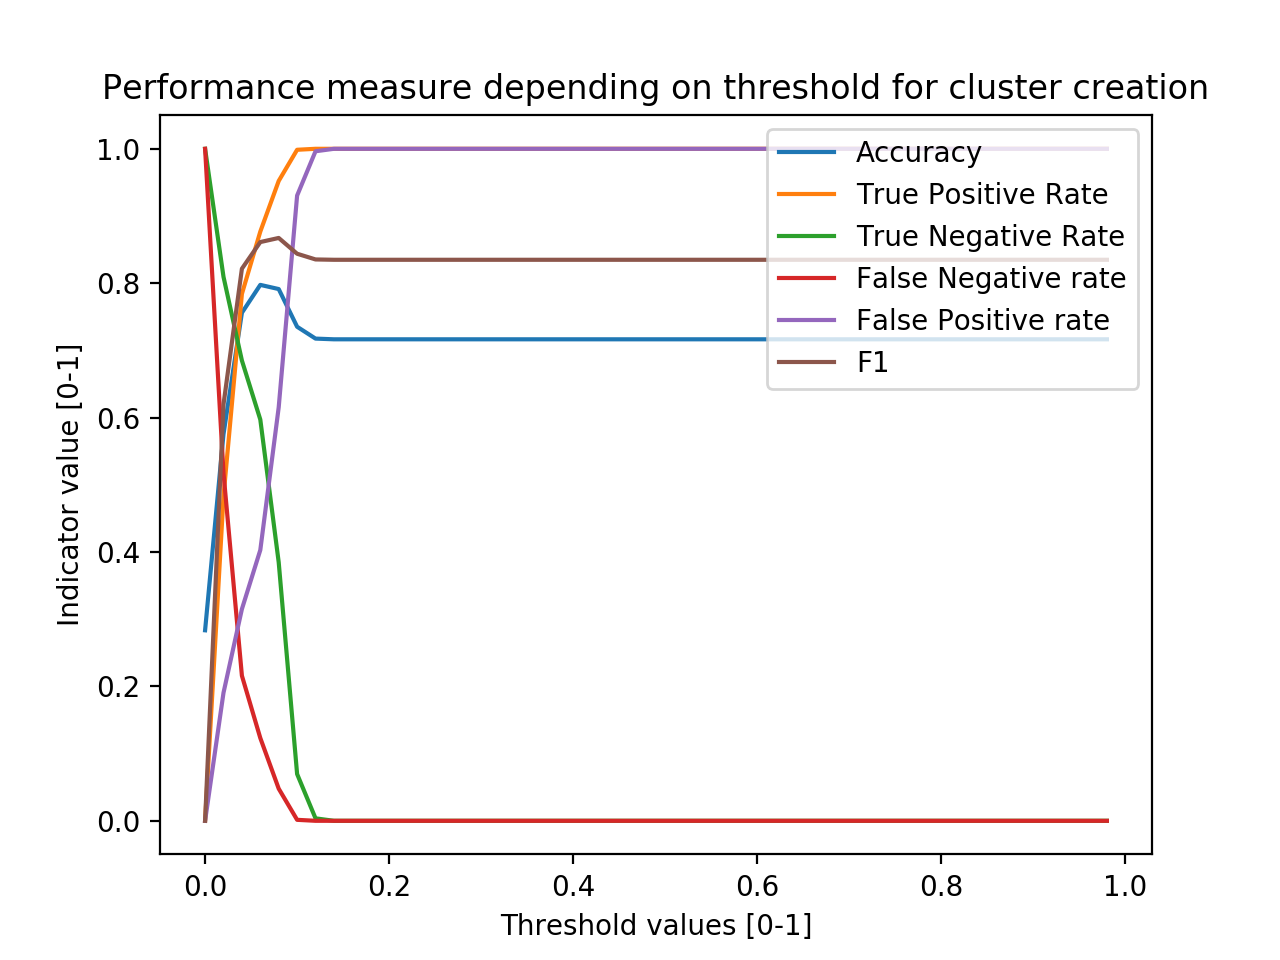 Performance measure depending on threshold for cluster creation
1.0
0.8
0.6
0.4
0.2
0.0
Indicator value [0-1]
Accuracy
True Positive Rate
True Negative Rate
False Negative rate
False Positive rate
F1
0.0 0.2 0.4 0.6 0.8 1.0
Threshold values [0-1]